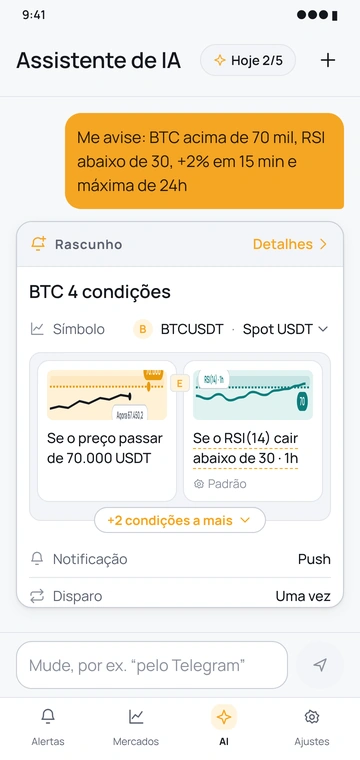 9:41
Assistente de IA
Hoje 2/5
Me avise: BTC acima de 70 mil, RSI
abaixo de 30, +2% em 15 min e
máxima de 24h
Rascunho
Detalhes
BTC 4 condições
Símbolo
B BTCUSDT · Spot USDT
70.000
Agora 67.450,2
Se o preço passar
de 70.000 USDT
E
RSI(14) · 1h
70
Se o RSI(14) cair
abaixo de 30 · 1h
Padrão
+2 condições a mais
Notificação
Push
Disparo
Uma vez
Mude, por ex. “pelo Telegram”
Alertas
Mercados
AI
Ajustes